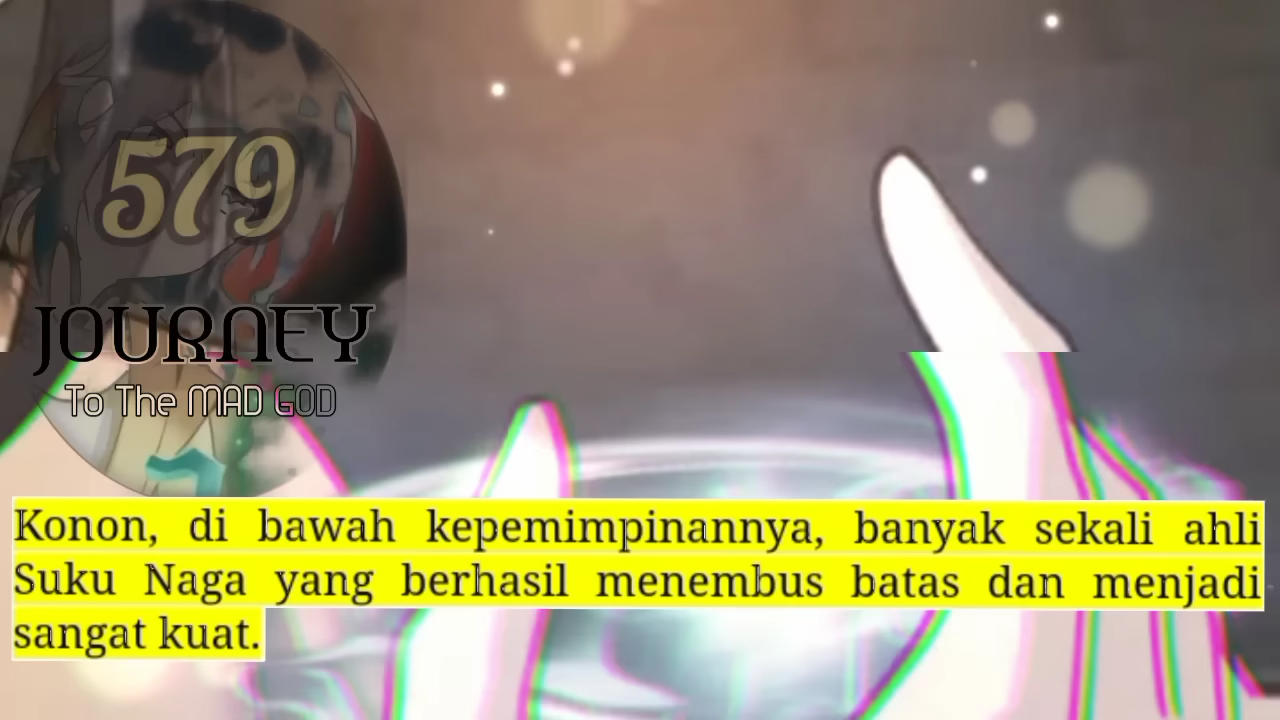 579
JOURNEY
To The MAD GOD
Konon, di bawah kepemimpinannya, banyak sekali ahli
Suku Naga yang berhasil menembus batas dan menjadi
sangat kuat.